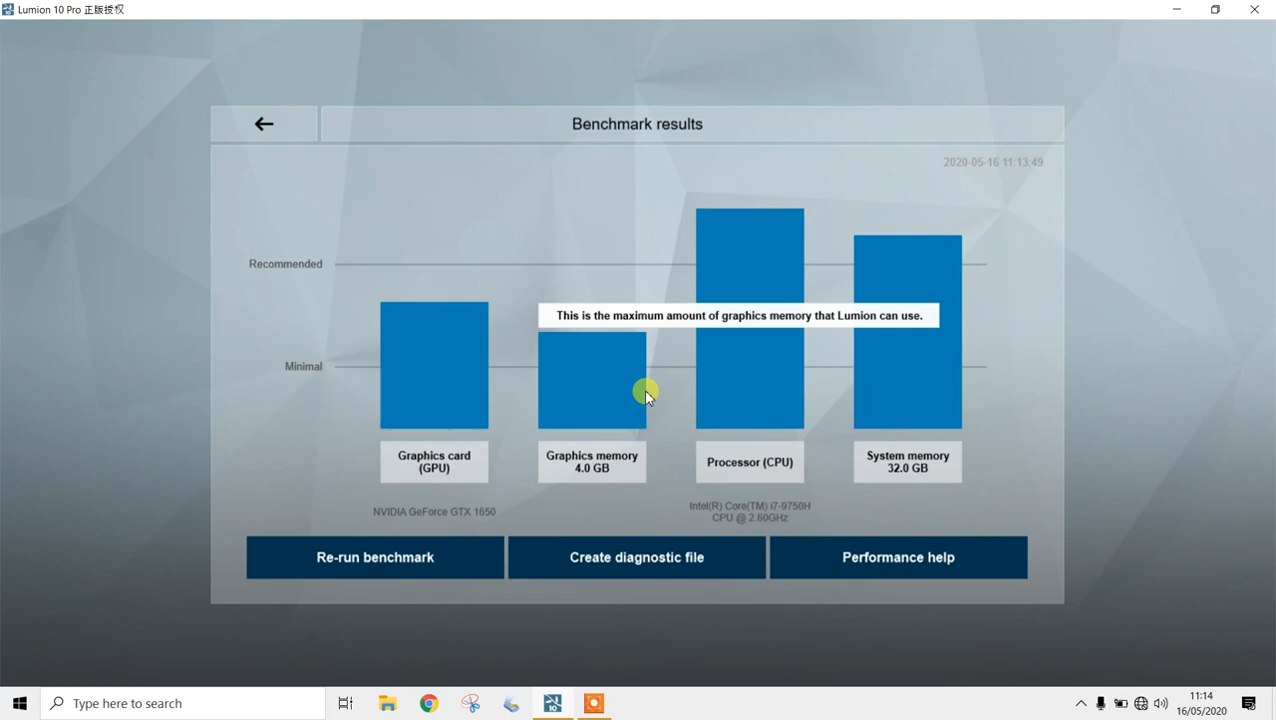 Lumion 10 Pro 正版授权
Benchmark results
2020-05-16 11:13:49
Recommended
This is the maximum amount of graphics memory that Lumion can use.
Minimal
Graphics card
(GPU)
Graphics memory
4.0 GB
Processor (CPU)
System memory
32.0 GB
NVIDIA GeForce GTX 1650
Intel(R) Core(TM) i7-9750H
CPU @ 2.60GHz
Re-run benchmark
Create diagnostic file
Performance help
Type here to search
10
11:14
16/05/2020